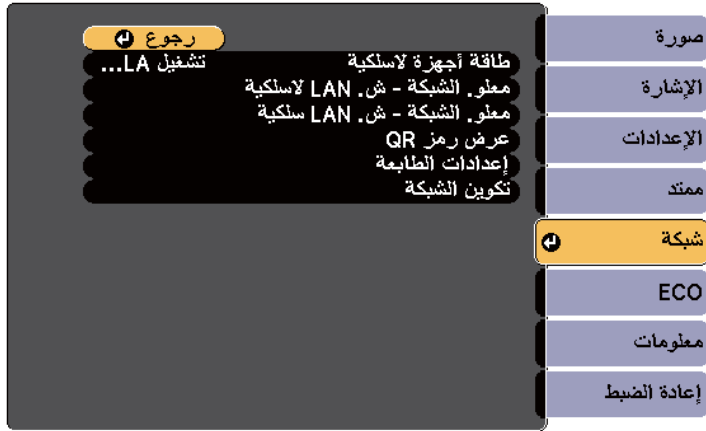 صورة
الإشارة
الإعدادات
ممتد
شبكة
ECO
معلومات
إعادة الضبط
رجوع
طاقة أجهزة لاسلكية تشغيل LA...
معلو. الشبكة - ش. LAN لاسلكية
معلو. الشبكة - ش. LAN سلكية
عرض رمز QR
إعدادات الطابعة
تكوين الشبكة